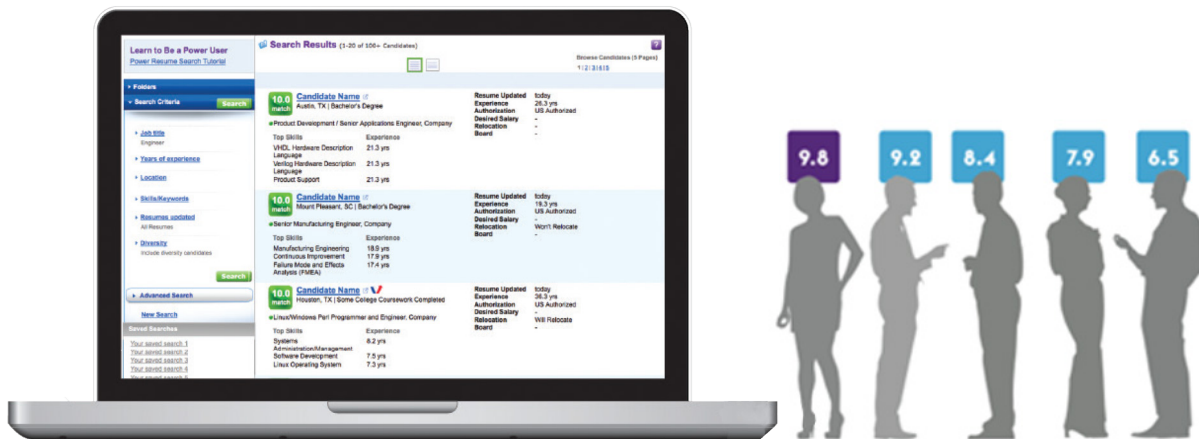 Learn to Be a Power User
Power Resume Search Tutorial
Folders
Search Criteria
Search
Job title
Engineer
Years of experience
Location
Skills/Keywords
Resumes updated
All Resumes
Diversity
Include diversity candidates
Search
Advanced Search
New Search
Saved Searches
Your saved search 1
Your saved search 2
Your saved search 3
Your saved search 4
Your saved search 5
Search Results (1-20 of 100+ Candidates)
?
Browse Candidates (5 Pages)
1 | 2 | 3 | 4 | 5
10.0 match
Candidate Name
Austin, TX | Bachelor's Degree
Product Development / Senior Applications Engineer, Company
Top Skills Experience
VHDL Hardware Description Language 21.3 yrs
Verilog Hardware Description Language 21.3 yrs
Product Support 21.3 yrs
Resume Updated today
Experience 26.3 yrs
Authorization US Authorized
Desired Salary -
Relocation -
Board -
10.0 match
Candidate Name
Mount Pleasant, SC | Bachelor's Degree
Senior Manufacturing Engineer, Company
Top Skills Experience
Manufacturing Engineering 18.9 yrs
Continuous Improvement 17.9 yrs
Failure Mode and Effects Analysis (FMEA) 17.4 yrs
Resume Updated today
Experience 19.3 yrs
Authorization US Authorized
Desired Salary -
Relocation Won't Relocate
Board -
10.0 match
Candidate Name
Houston, TX | Some College Coursework Completed
Linux/Windows Perl Programmer and Engineer, Company
Top Skills Experience
Systems Administration/Management 8.2 yrs
Software Development 7.5 yrs
Linux Operating System 7.3 yrs
Resume Updated today
Experience 36.3 yrs
Authorization US Authorized
Desired Salary -
Relocation Will Relocate
Board -
9.8
9.2
8.4
7.9
6.5